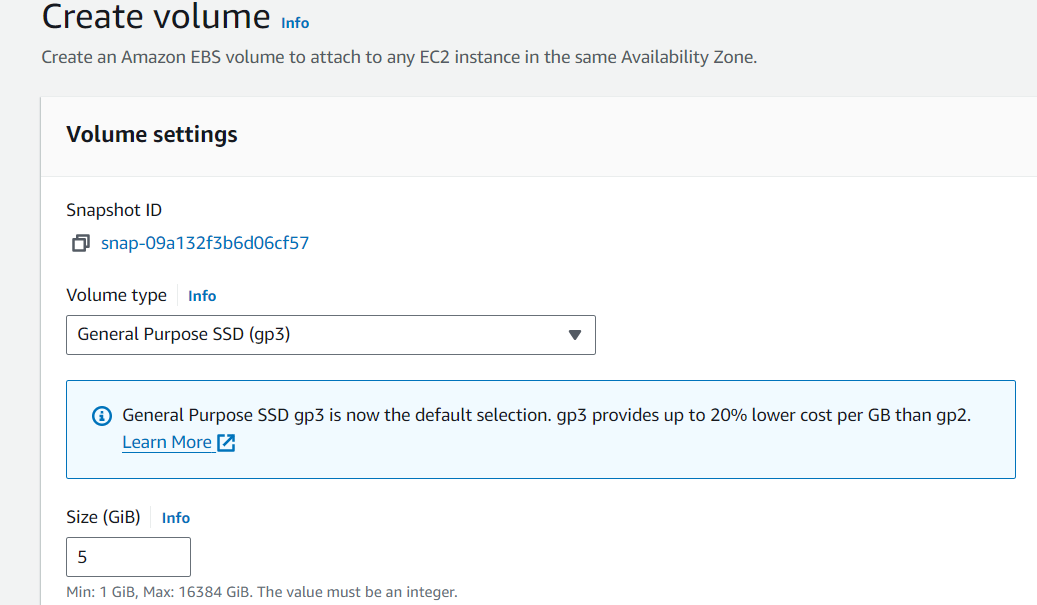 Create volume Info
Create an Amazon EBS volume to attach to any EC2 instance in the same Availability Zone.
Volume settings
Snapshot ID
snap-09a132f3b6d06cf57
Volume type Info
General Purpose SSD (gp3)
General Purpose SSD gp3 is now the default selection. gp3 provides up to 20% lower cost per GB than gp2.
Learn More
Size (GiB) Info
5
Min: 1 GiB, Max: 16384 GiB. The value must be an integer.